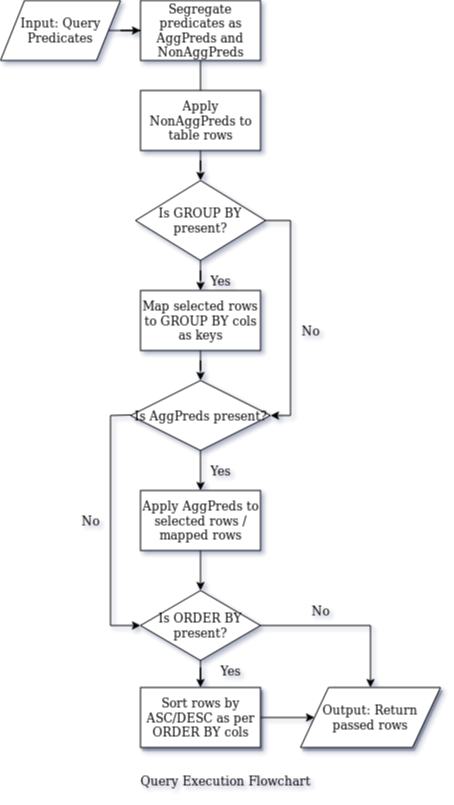 Input: Query
Predicates
Segregate
predicates as
AggPreds and
NonAggPreds
Apply
NonAggPreds to
table rows
Is GROUP BY
present?
Yes
Map selected rows
to GROUP BY cols
as keys
No
Is AggPreds present?
Yes
Apply AggPreds to
selected rows /
mapped rows
No
Is ORDER BY
present?
No
Yes
Sort rows by
ASC/DESC as per
ORDER BY cols
Output: Return
passed rows
Query Execution Flowchart